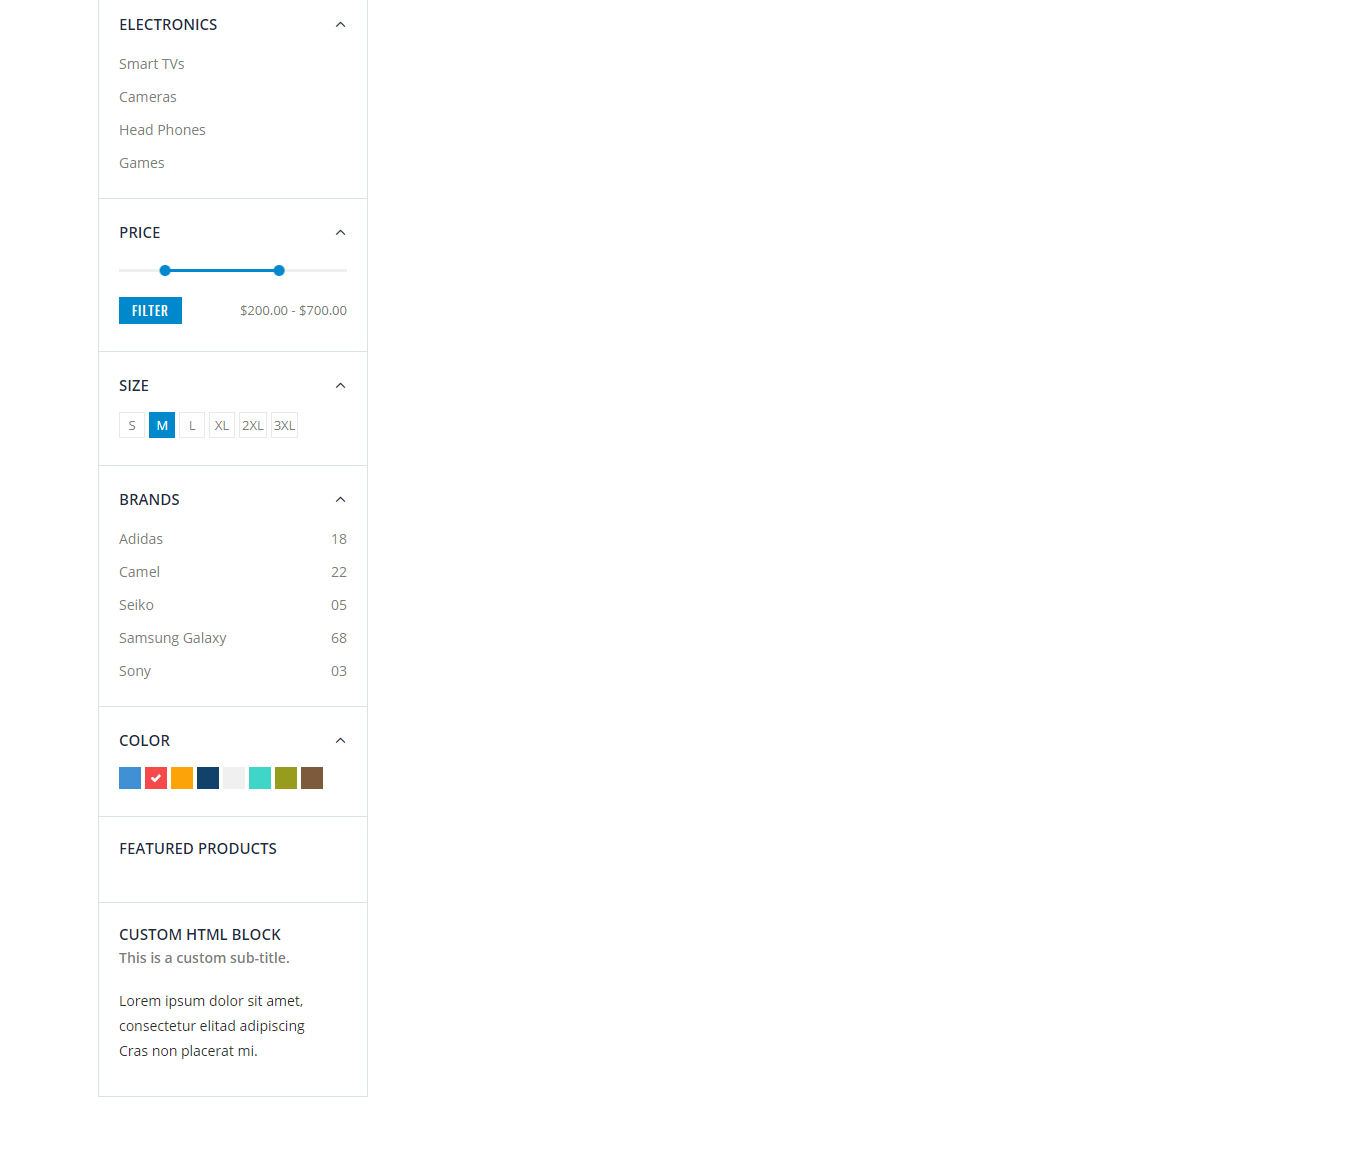 ELECTRONICS
Smart TVs
Cameras
Head Phones
Games
PRICE
FILTER $200.00 - $700.00
SIZE
S M L XL 2XL 3XL
BRANDS
Adidas 18
Camel 22
Seiko 05
Samsung Galaxy 68
Sony 03
COLOR
FEATURED PRODUCTS
CUSTOM HTML BLOCK
This is a custom sub-title.
Lorem ipsum dolor sit amet,
consectetur elitad adipiscing
Cras non placerat mi.